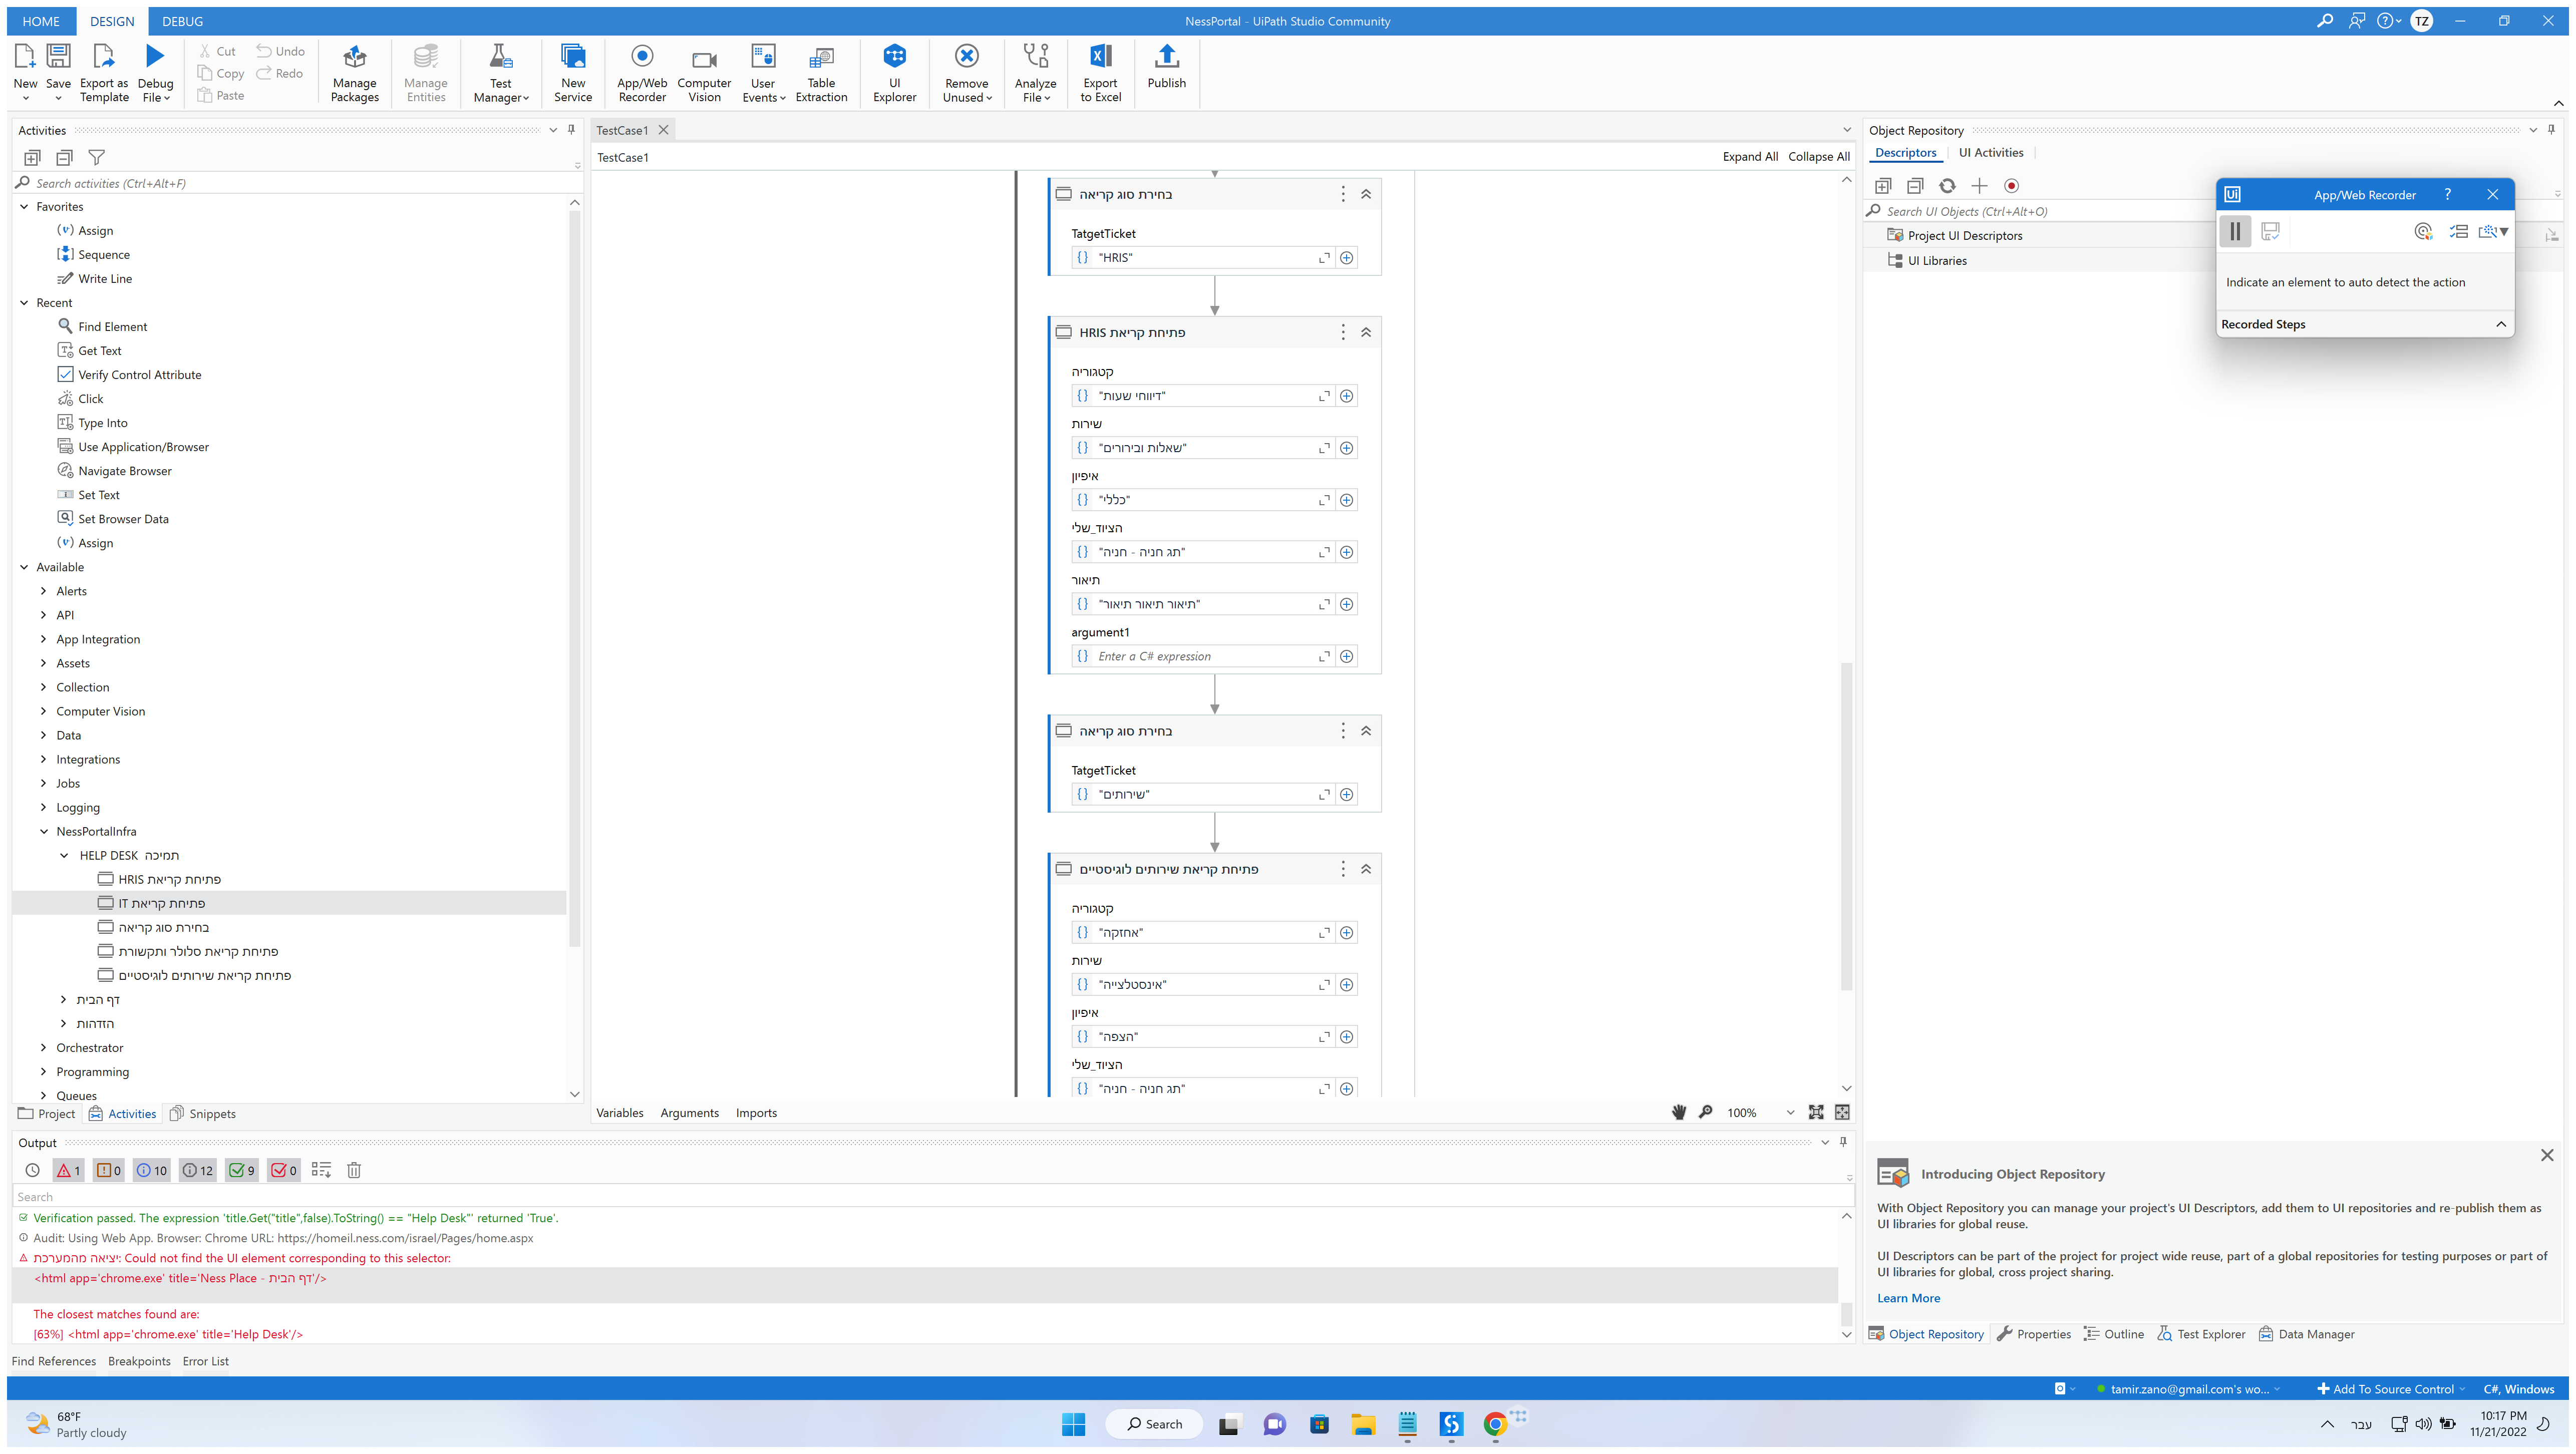 HOME DESIGN DEBUG NessPortal - UiPath Studio Community TZ
New Save Export as Template Debug File Cut Copy Paste Undo Redo Manage Packages Manage Entities Test Manager New Service App/Web Recorder Computer Vision User Events Table Extraction UI Explorer Remove Unused Analyze File Export to Excel Publish
Activities
Search activities (Ctrl+Alt+F)
Favorites
Assign
Sequence
Write Line
Recent
Find Element
Get Text
Verify Control Attribute
Click
Type Into
Use Application/Browser
Navigate Browser
Set Text
Set Browser Data
Assign
Available
Alerts
API
App Integration
Assets
Collection
Computer Vision
Data
Integrations
Jobs
Logging
NessPortalInfra
HELP DESK תמיכה
פתיחת קריאת HRIS
פתיחת קריאת IT
בחירת סוג קריאה
פתיחת קריאת סלולר ותקשורת
פתיחת קריאת שירותים לוגיסטיים
דף הבית
הזדהות
Orchestrator
Programming
Queues
Project Activities Snippets
TestCase1
TestCase1 Expand All Collapse All
בחירת סוג קריאה
TatgetTicket
{} "HRIS"
פתיחת קריאת HRIS
קטגוריה
{} "דיווחי שעות"
שירות
{} "שאלות ובירורים"
איפיון
{} "כללי"
הציוד_שלי
{} "תג חניה - חניה"
תיאור
{} "תיאור תיאור תיאור"
argument1
{} Enter a C# expression
בחירת סוג קריאה
TatgetTicket
{} "שירותים"
פתיחת קריאת שירותים לוגיסטיים
קטגוריה
{} "אחזקה"
שירות
{} "אינסטלצייה"
איפיון
{} "הצפה"
הציוד_שלי
{} "תג חניה - חניה"
Variables Arguments Imports 100%
Object Repository
Descriptors UI Activities
Search UI Objects (Ctrl+Alt+O)
Project UI Descriptors
UI Libraries
Ui App/Web Recorder ?
Indicate an element to auto detect the action
Recorded Steps
Introducing Object Repository
With Object Repository you can manage your project's UI Descriptors, add them to UI repositories and re-publish them as
UI libraries for global reuse.
UI Descriptors can be part of the project for project wide reuse, part of a global repositories for testing purposes or part of
UI libraries for global, cross project sharing.
Learn More
Object Repository Properties Outline Test Explorer Data Manager
Output
1 0 10 12 9 0
Search
Verification passed. The expression 'title.Get("title",false).ToString() == "Help Desk"' returned 'True'.
Audit: Using Web App. Browser: Chrome URL: https://homeil.ness.com/israel/Pages/home.aspx
יציאה מהמערכת: Could not find the UI element corresponding to this selector:
<html app='chrome.exe' title='Ness Place - דף הבית'/>
The closest matches found are:
[63%] <html app='chrome.exe' title='Help Desk'/>
Find References Breakpoints Error List
tamir.zano@gmail.com's wo... Add To Source Control C#, Windows
68°F
Partly cloudy
Search
עבר
10:17 PM
11/21/2022